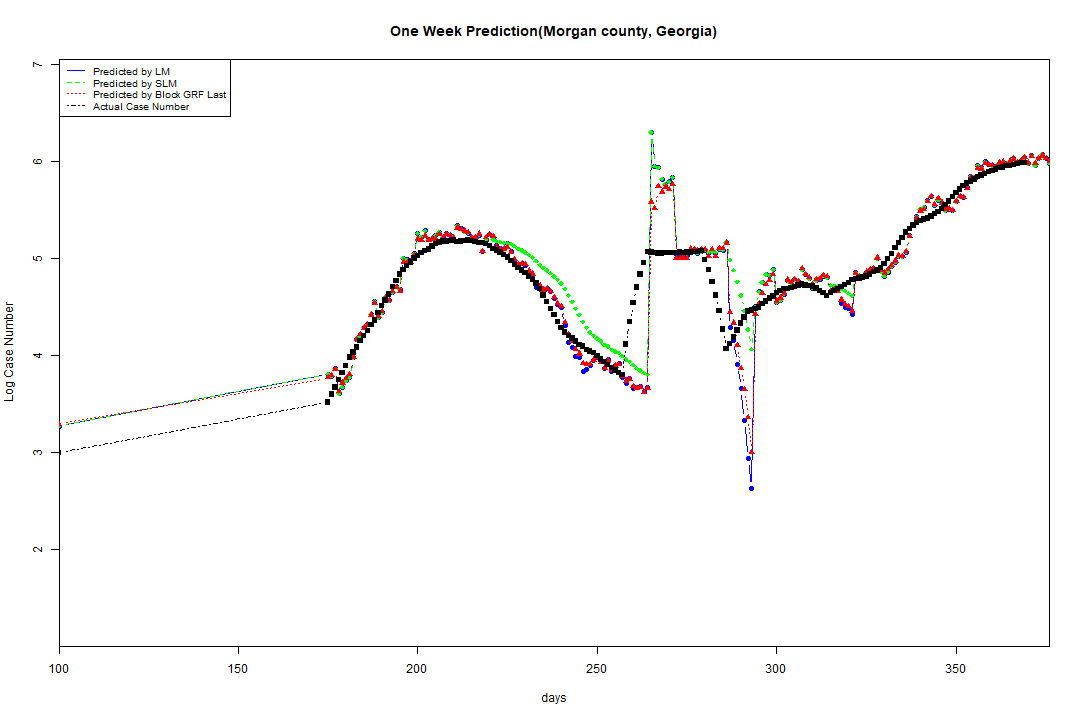 One Week Prediction(Morgan county, Georgia)
7
Predicted by LM
Predicted by SLM
Predicted by Block GRF Last
Actual Case Number
6
5
4
3
2
Log Case Number
100 150 200 250 300 350
days